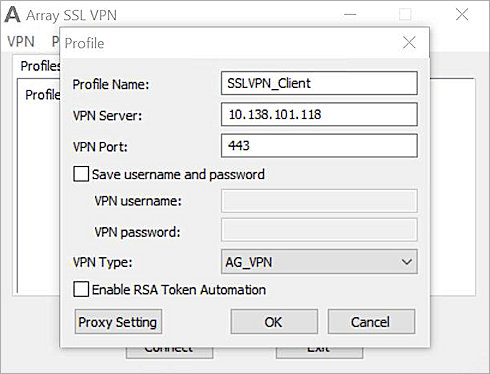 Array SSL VPN
VPN P
Profiles
Profile
Profile
Profile Name: SSLVPN_Client
VPN Server: 10.138.101.118
VPN Port: 443
Save username and password
VPN username:
VPN password:
VPN Type: AG_VPN
Enable RSA Token Automation
Proxy Setting OK Cancel
Connect Exit